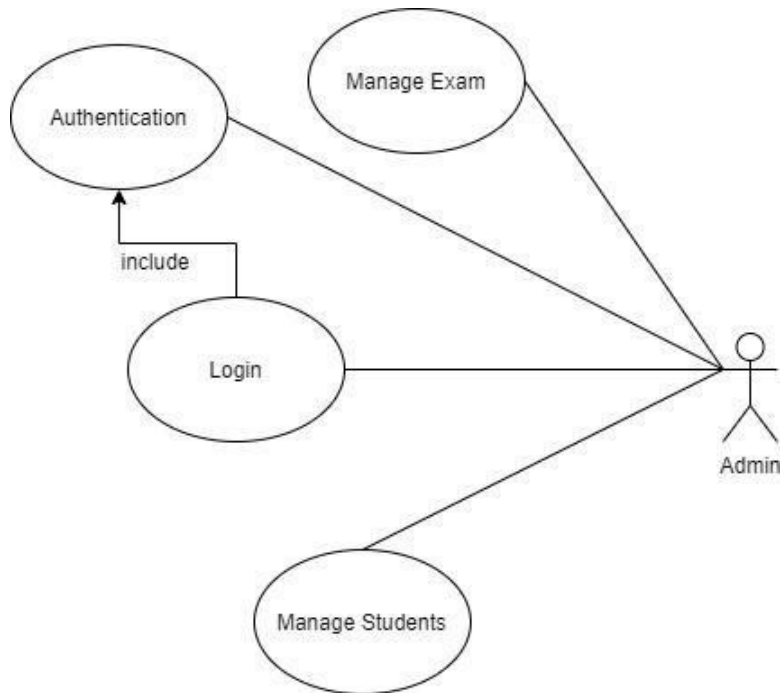 Manage Exam
Authentication
include
Login
Admin
Manage Students